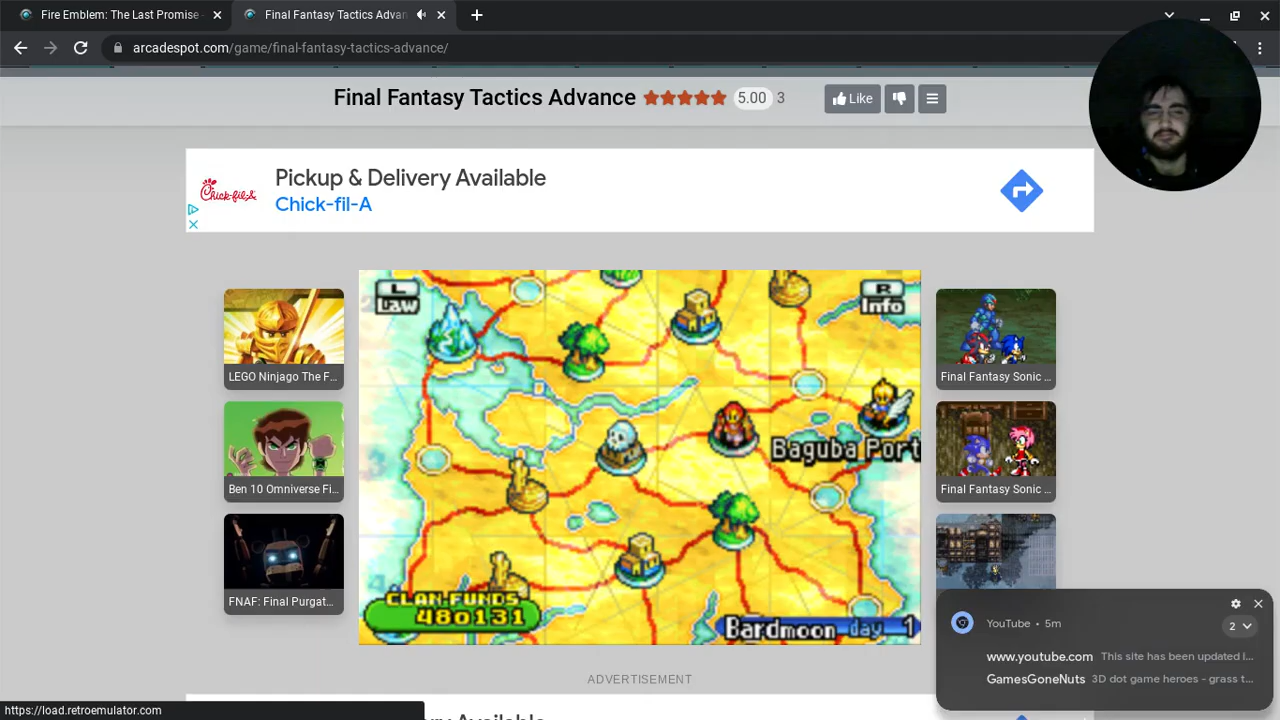 Fire Emblem: The Last Promise -
Final Fantasy Tactics Advan
arcadespot.com/game/final-fantasy-tactics-advance/
Final Fantasy Tactics Advance
5.00 3
Like
Pickup & Delivery Available
Chick-fil-A
Chick-fil-A
L
Law
R
Info
LEGO Ninjago The F...
Final Fantasy Sonic ...
Baguba Port
Ben 10 Omniverse Fi...
Final Fantasy Sonic ...
FNAF: Final Purgat...
CLAN FUNDS
480131
Bardmoon day 1
YouTube • 5m
2
www.youtube.com This site has been updated i...
GamesGoneNuts 3D dot game heroes - grass t...
ADVERTISEMENT
https://load.retroemulator.com
ery Available